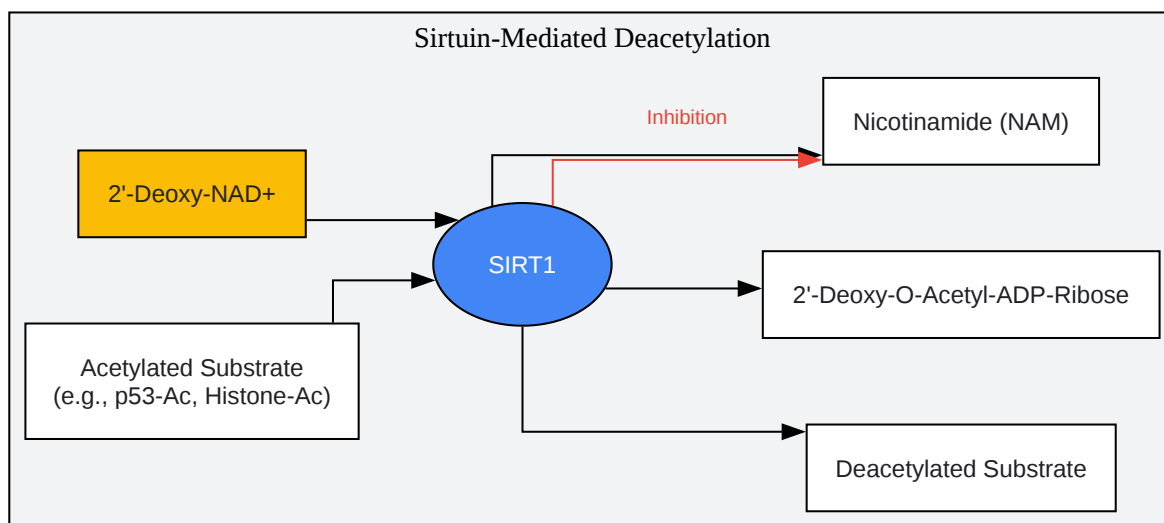 Sirtuin-Mediated Deacetylation
Inhibition
Nicotinamide (NAM)
2'-Deoxy-NAD+
SIRT1
2'-Deoxy-O-Acetyl-ADP-Ribose
Acetylated Substrate
(e.g., p53-Ac, Histone-Ac)
Deacetylated Substrate